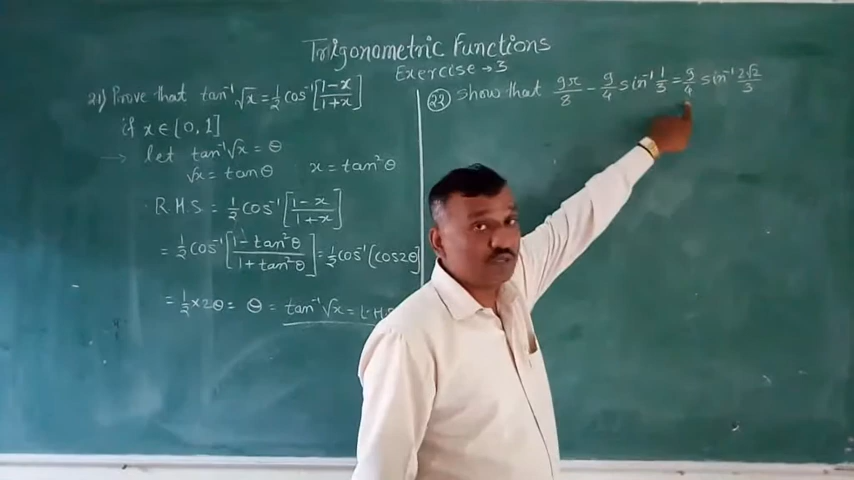 Trigonometric Functions
Exercise → 3
21) Prove that tan⁻¹√x = 1/2 cos⁻¹[(1-x)/(1+x)]
if x ∈ [0,1]
→ let tan⁻¹√x = θ
√x = tanθ x = tan²θ
R.H.S = 1/2 cos⁻¹[(1-x)/(1+x)]
= 1/2 cos⁻¹[(1-tan²θ)/(1+tan²θ)] = 1/2 cos⁻¹(cos2θ)
= 1/2 × 2θ = θ = tan⁻¹√x = L.H.S
22) show that 9π/8 - 9/4 sin⁻¹ 1/3 = 9/4 sin⁻¹ 2√2/3